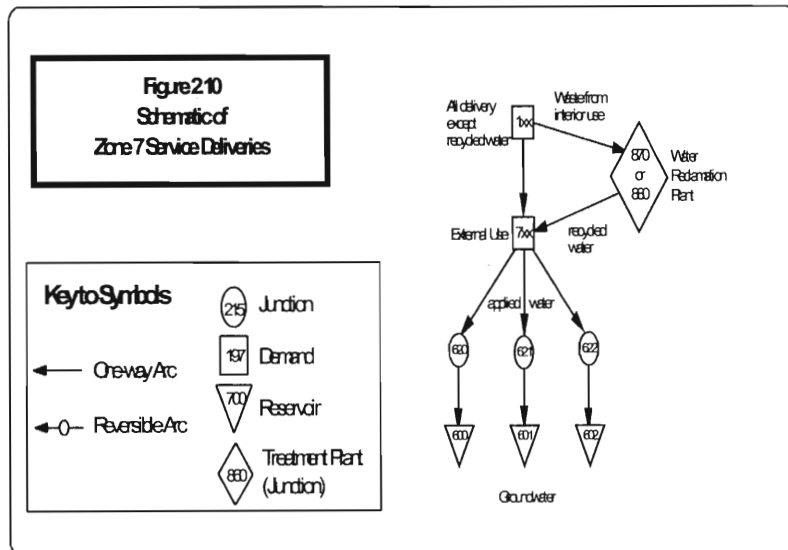 Figure 2.10
Schematic of
Zone 7 Service Deliveries
All delivery
except
recycled water
1xx
Waste from
interior use
870
or
880
Water
Reclamation
Plant
External Use
7xx
recycled
water
applied water
620
621
622
600
601
602
Groundwater
Key to Symbols
One-way Arc
Reversible Arc
215
Junction
197
Demand
700
Reservoir
860
Treatment Plant
(Junction)